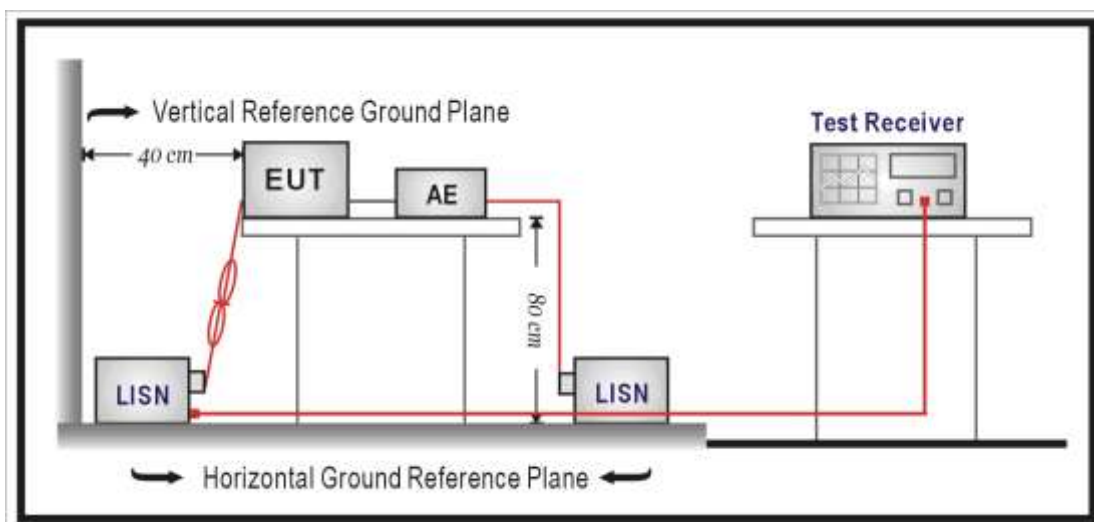 Vertical Reference Ground Plane
40 cm
EUT
AE
Test Receiver
80 cm
LISN
LISN
Horizontal Ground Reference Plane